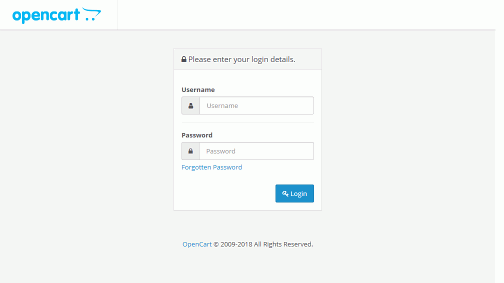 opencart
Please enter your login details.
Username
Username
Password
Password
Forgotten Password
Login
OpenCart © 2009-2018 All Rights Reserved.